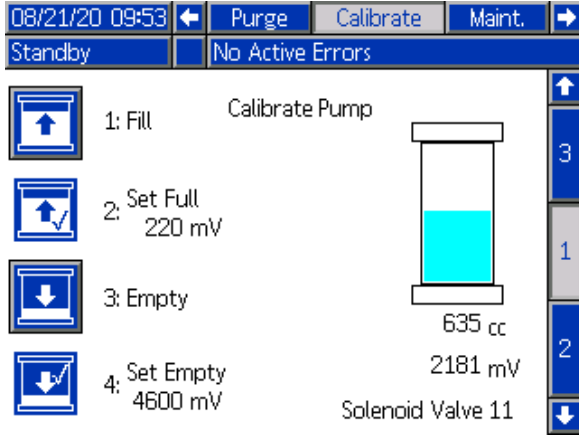 08/21/20 09:53 Purge Calibrate Maint.
Standby No Active Errors
Calibrate Pump
1: Fill
3
2: Set Full
220 mV
1
3: Empty
635 cc
2
2181 mV
4: Set Empty
4600 mV
Solenoid Valve 11